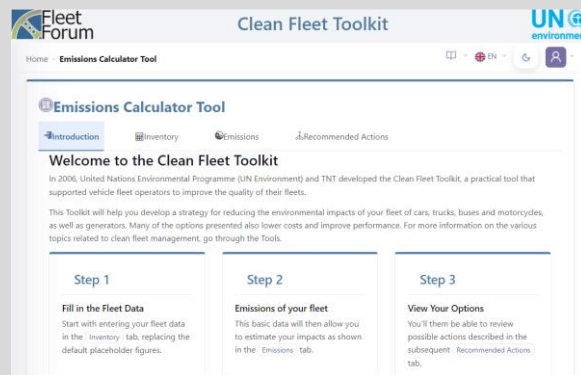 Fleet
Forum
Clean Fleet Toolkit
UN
environment
Home
Emissions Calculator Tool
EN
Emissions Calculator Tool
Introduction
Inventory
Emissions
Recommended Actions
Welcome to the Clean Fleet Toolkit
In 2006, United Nations Environmental Programme (UN Environment) and TNT developed the Clean Fleet Toolkit, a practical tool that
supported vehicle fleet operators to improve the quality of their fleets.
This Toolkit will help you develop a strategy for reducing the environmental impacts of your fleet of cars, trucks, buses and motorcycles,
as well as generators. Many of the options presented also lower costs and improve performance. For more information on the various
topics related to clean fleet management, go through the Tools.
Step 1
Fill in the Fleet Data
Start with entering your fleet data
in the Inventory tab, replacing the
default placeholder figures.
Step 2
Emissions of your fleet
This basic data will then allow you
to estimate your impacts as shown
in the Emissions tab.
Step 3
View Your Options
You'll them be able to review
possible actions described in the
subsequent Recommended Actions
tab.